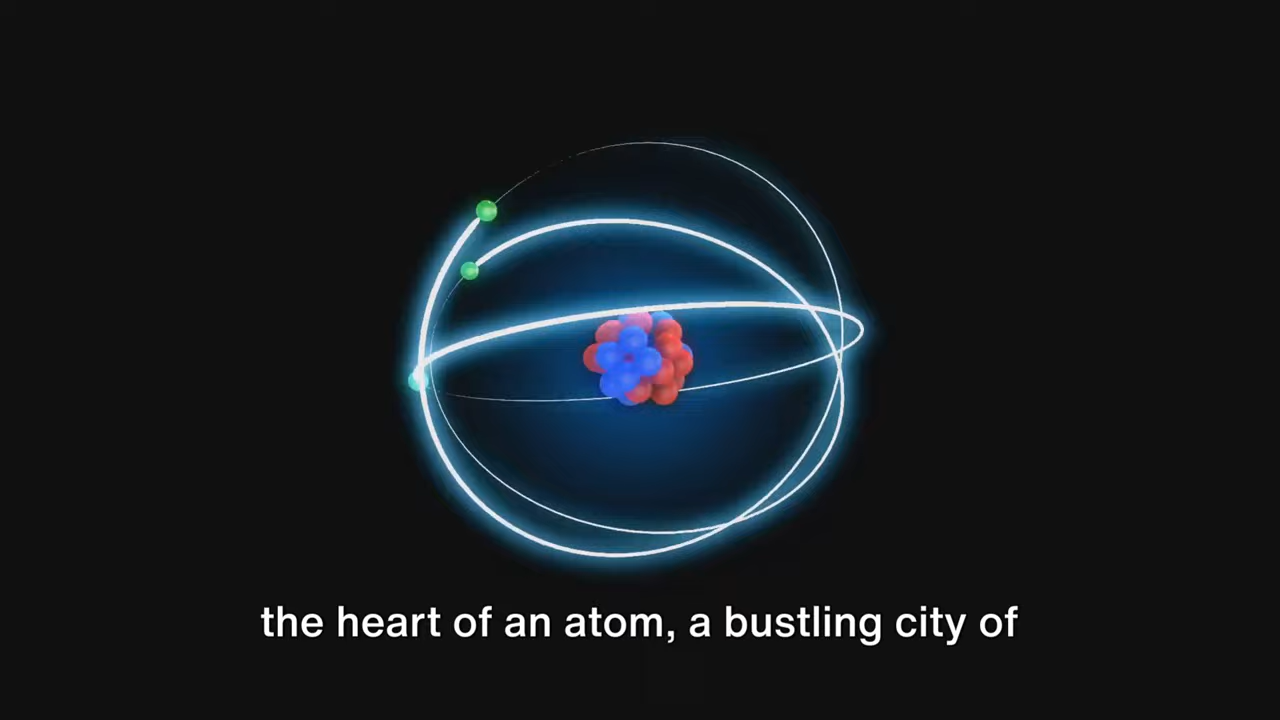 the heart of an atom, a bustling city of